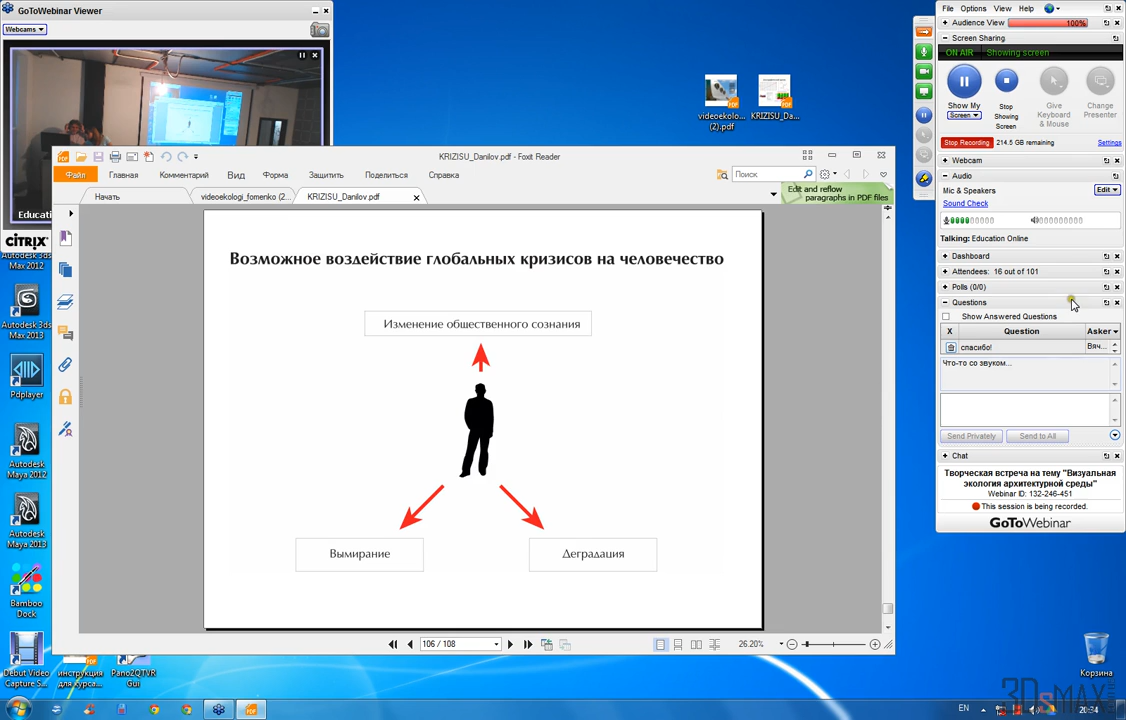 GoToWebinar Viewer
Webcams
Educati
CITRIX
Autodesk 3ds
Max 2012
Autodesk 3ds
Max 2013
Pdplayer
Autodesk
Maya 2012
Autodesk
Maya 2013
Bamboo
Dock
Debut Video
Capture S...
инструкция
для курса...
Pano2QTVR
Gui
videoekolo...
(2).pdf
KRIZISU_Da...
KRIZISU_Danilov.pdf - Foxit Reader
Файл
Главная
Комментарий
Вид
Форма
Защитить
Поделиться
Справка
Поиск
Начать
videoekologi_fomenko (2...
KRIZISU_Danilov.pdf
Edit and reflow
paragraphs in PDF files
Возможное воздействие глобальных кризисов на человечество
Изменение общественного сознания
Вымирание
Деградация
106 / 108
26.20%
File Options View Help
Audience View 100%
Screen Sharing
ON AIR Showing screen
Show My
Screen
Stop
Showing
Screen
Give
Keyboard
& Mouse
Change
Presenter
Stop Recording 214.5 GB remaining Settings
Webcam
Audio
Mic & Speakers Edit
Sound Check
Talking: Education Online
Dashboard
Attendees: 16 out of 101
Polls (0/0)
Questions
Show Answered Questions
X Question Asker
спасибо! Вяч...
Что-то со звуком...
Send Privately Send to All
Chat
Творческая встреча на тему "Визуальная
экология архитектурной среды"
Webinar ID: 132-246-451
This session is being recorded.
GoToWebinar
Корзина
EN
20:34